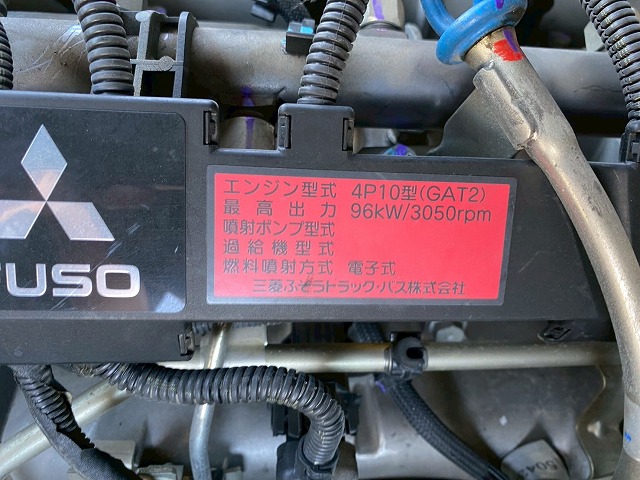 エンジン型式 4P10型(GAT2)
最高出力 96kW/3050rpm
噴射ポンプ型式
過給機型式
燃料噴射方式 電子式
三菱ふそうトラック・バス株式会社
FUSO